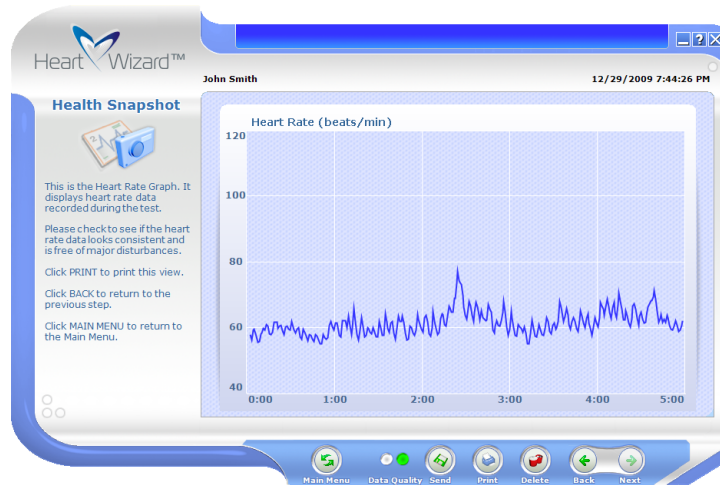 Heart Wizard™
John Smith
12/29/2009 7:44:26 PM
Health Snapshot
This is the Heart Rate Graph. It
displays heart rate data
recorded during the test.
Please check to see if the heart
rate data looks consistent and
is free of major disturbances.
Click PRINT to print this view.
Click BACK to return to the
previous step.
Click MAIN MENU to return to
the Main Menu.
Heart Rate (beats/min)
120
100
80
60
40
0:00 1:00 2:00 3:00 4:00 5:00
Main Menu Data Quality Send Print Delete Back Next